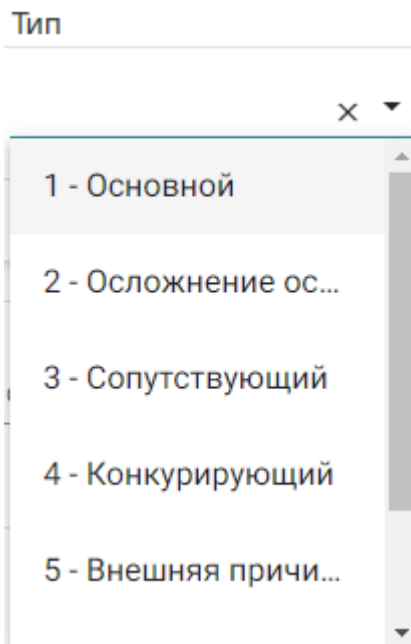 Тип
1 - Основной
2 - Осложнение ос...
3 - Сопутствующий
4 - Конкурирующий
5 - Внешняя причи...